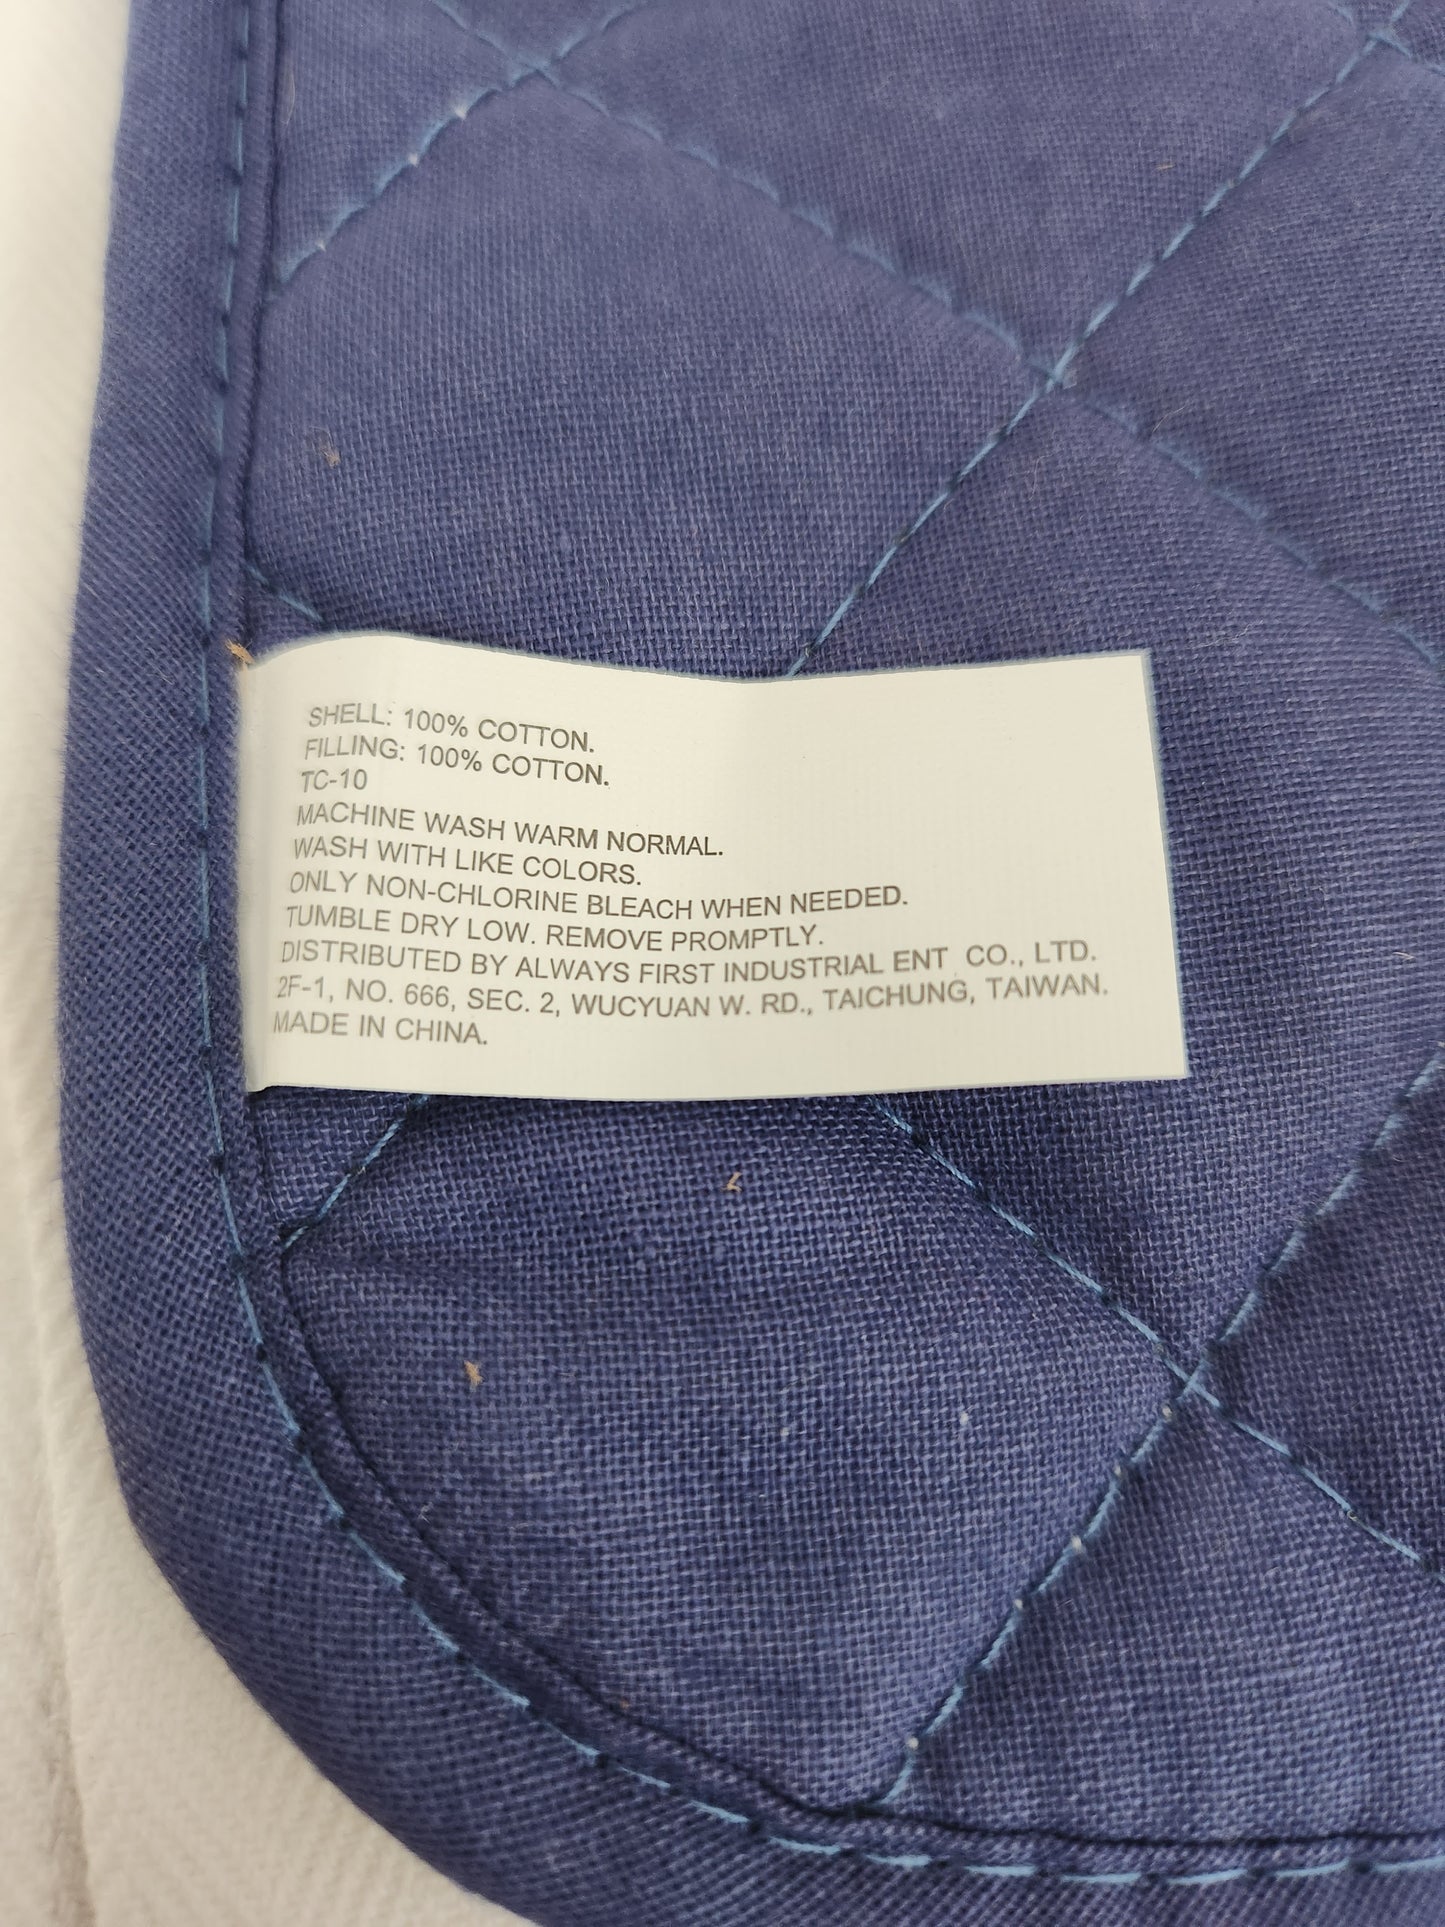 SHELL: 100% COTTON.
FILLING: 100% COTTON.
TC-10
MACHINE WASH WARM NORMAL.
WASH WITH LIKE COLORS.
ONLY NON-CHLORINE BLEACH WHEN NEEDED.
TUMBLE DRY LOW. REMOVE PROMPTLY.
DISTRIBUTED BY ALWAYS FIRST INDUSTRIAL ENT CO., LTD.
2F-1, NO. 666, SEC. 2, WUCYUAN W. RD., TAICHUNG, TAIWAN.
MADE IN CHINA.